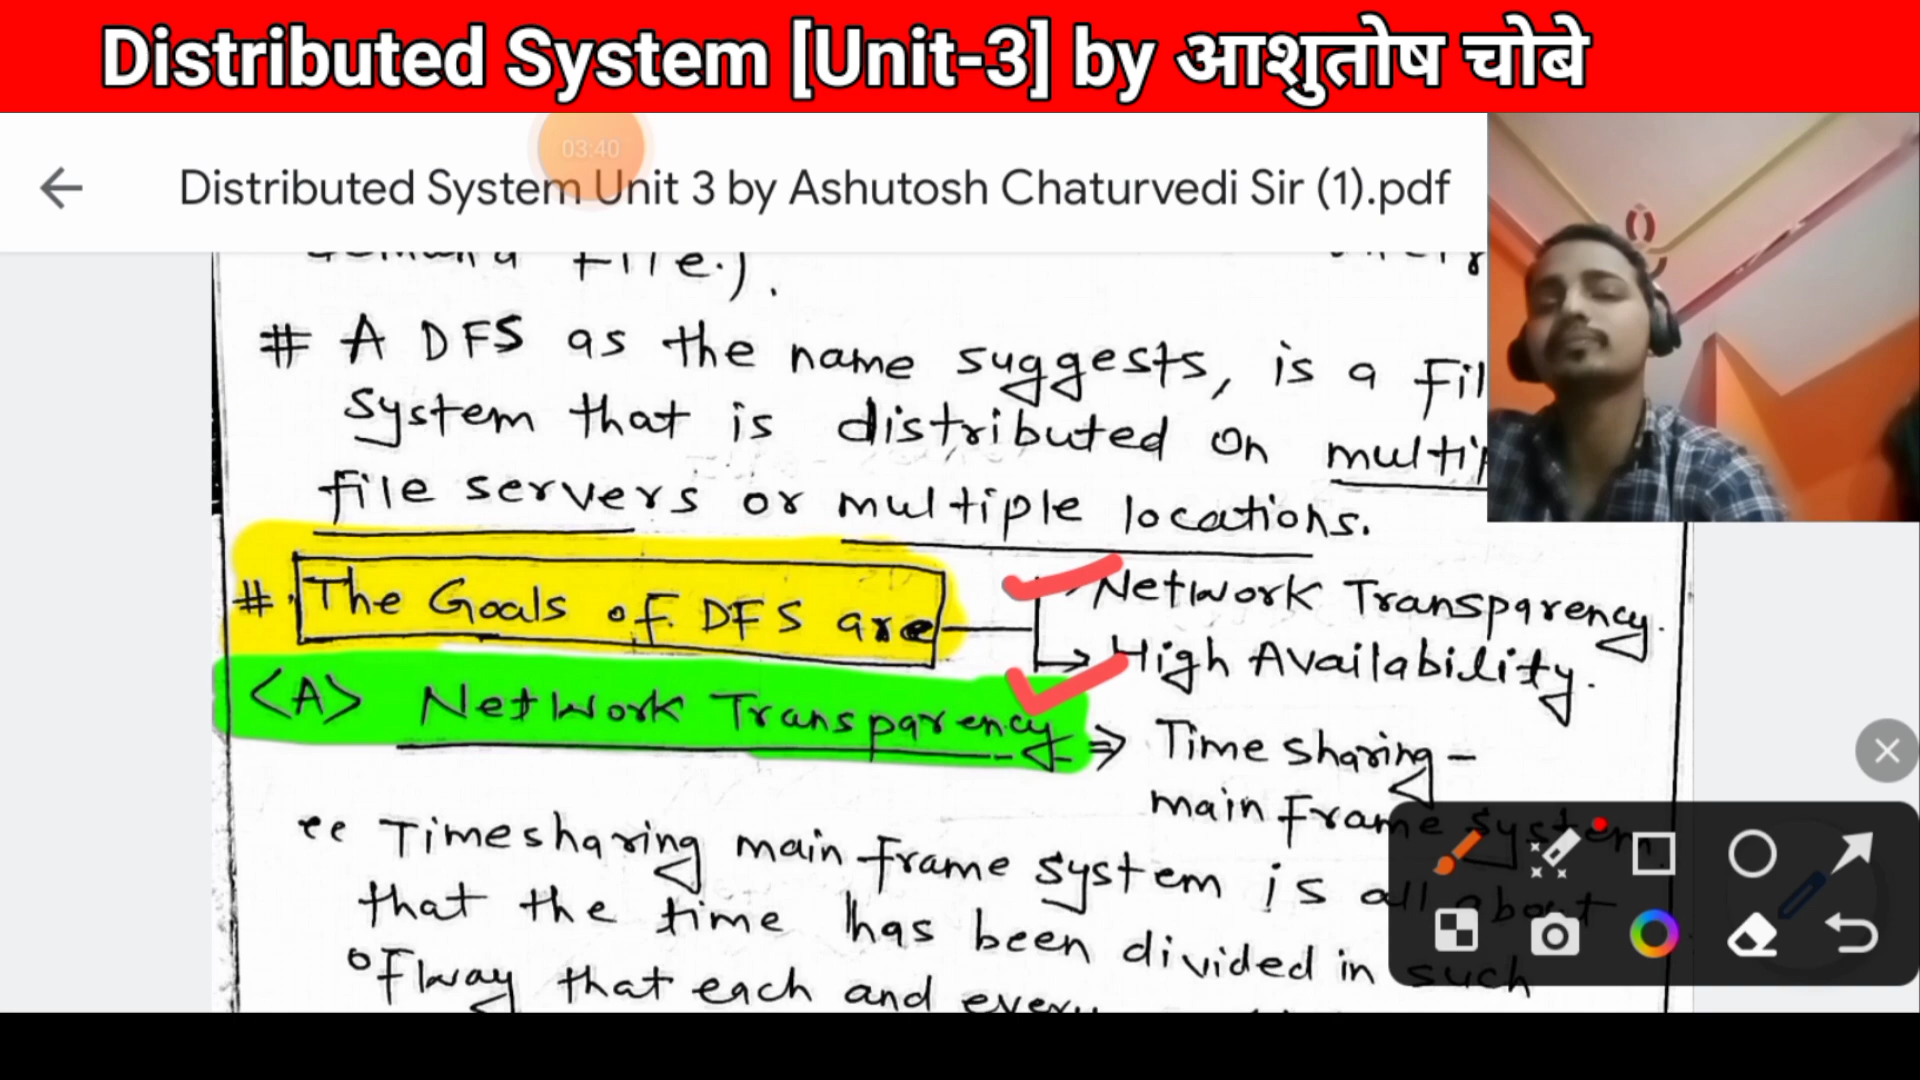 Distributed System [Unit-3] by आशुतोष चोबे
03:40
Distributed System Unit 3 by Ashutosh Chaturvedi Sir (1).pdf
File.).
# A DFS as the name suggests, is a Fil
system that is distributed on multip
file servers or multiple locations.
# The Goals of DFS are
Network Transparency.
High Availability.
<A> Network Transparency ⇒ Time sharing -
main Frame system
Timesharing main frame system is all about
that the time has been divided in such
way that each and every